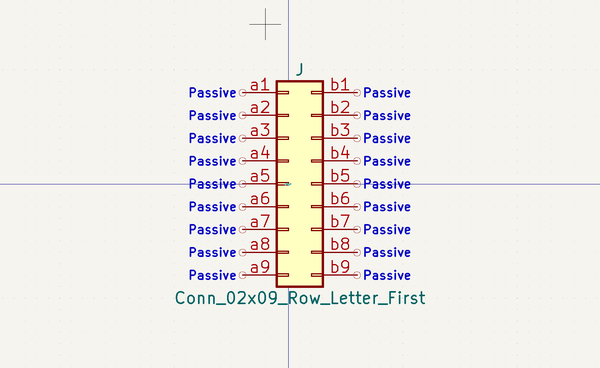 J
Passive a1 b1 Passive
Passive a2 b2 Passive
Passive a3 b3 Passive
Passive a4 b4 Passive
Passive a5 b5 Passive
Passive a6 b6 Passive
Passive a7 b7 Passive
Passive a8 b8 Passive
Passive a9 b9 Passive
Conn_02x09_Row_Letter_First